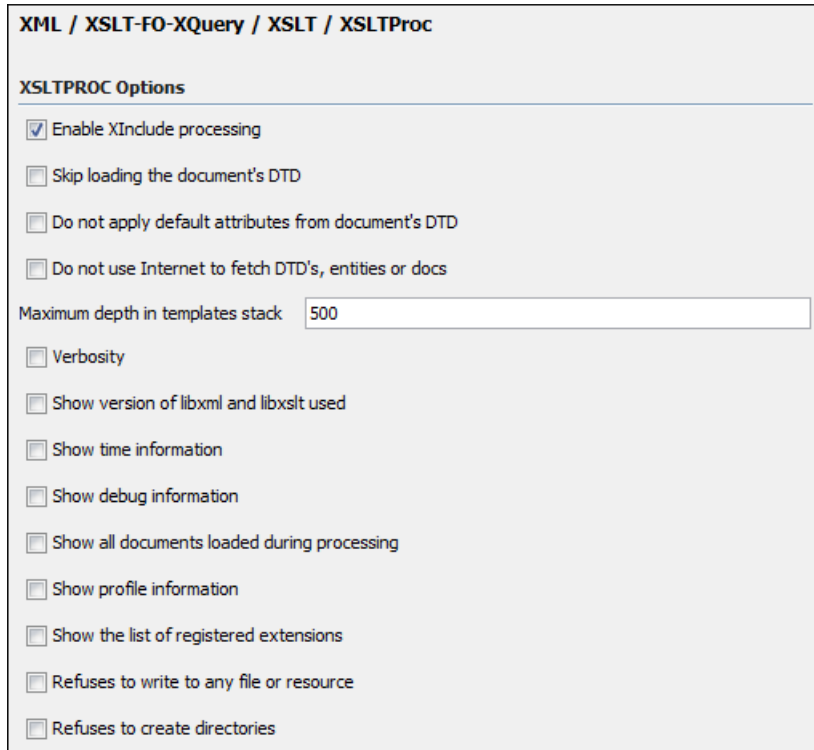 XML / XSLT-FO-XQuery / XSLT / XSLTProc
XSLTPROC Options
Enable XInclude processing
Skip loading the document's DTD
Do not apply default attributes from document's DTD
Do not use Internet to fetch DTD's, entities or docs
Maximum depth in templates stack 500
Verbosity
Show version of libxml and libxslt used
Show time information
Show debug information
Show all documents loaded during processing
Show profile information
Show the list of registered extensions
Refuses to write to any file or resource
Refuses to create directories